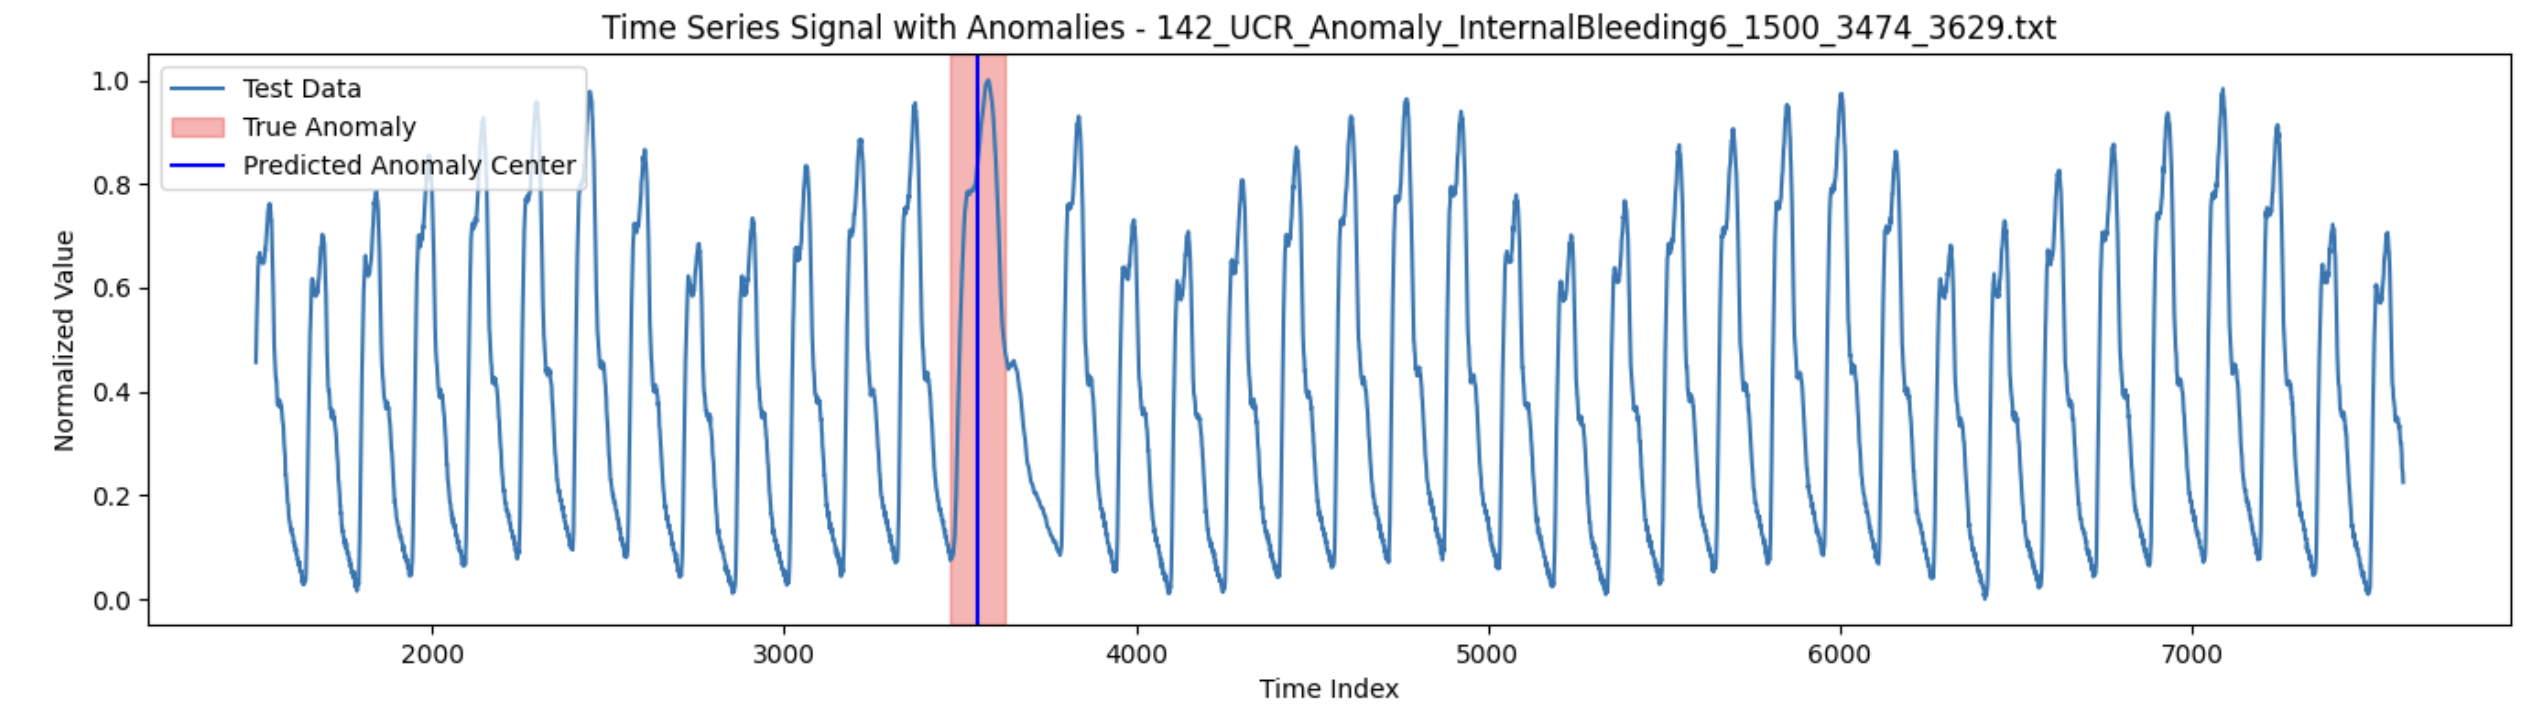 Time Series Signal with Anomalies - 142_UCR_Anomaly_InternalBleeding6_1500_3474_3629.txt
Normalized Value
1.0
0.8
0.6
0.4
0.2
0.0
Test Data
True Anomaly
Predicted Anomaly Center
2000 3000 4000 5000 6000 7000
Time Index